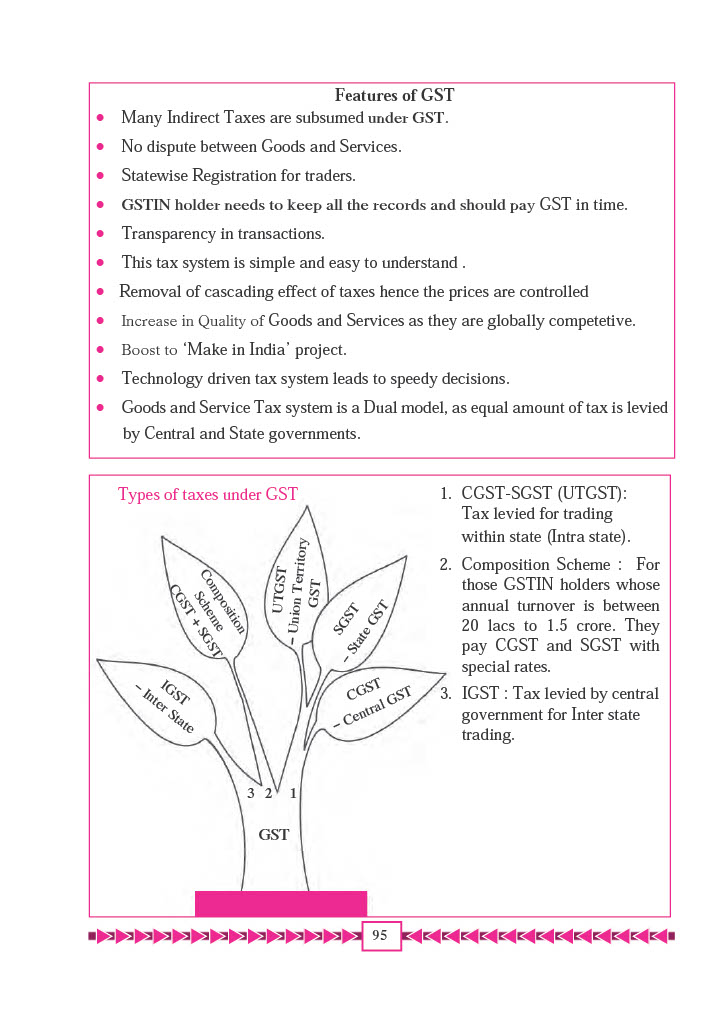 Features of GST
• Many Indirect Taxes are subsumed under GST.
• No dispute between Goods and Services.
• Statewise Registration for traders.
• GSTIN holder needs to keep all the records and should pay GST in time.
• Transparency in transactions.
• This tax system is simple and easy to understand .
• Removal of cascading effect of taxes hence the prices are controlled
• Increase in Quality of Goods and Services as they are globally competetive.
• Boost to ‘Make in India’ project.
• Technology driven tax system leads to speedy decisions.
• Goods and Service Tax system is a Dual model, as equal amount of tax is levied
by Central and State governments.
Types of taxes under GST
IGST
– Inter State
Composition
Scheme
CGST + SGST
UTGST
– Union Territory
GST
SGST
– State GST
CGST
– Central GST
3 2 1
GST
1. CGST-SGST (UTGST):
Tax levied for trading
within state (Intra state).
2. Composition Scheme : For
those GSTIN holders whose
annual turnover is between
20 lacs to 1.5 crore. They
pay CGST and SGST with
special rates.
3. IGST : Tax levied by central
government for Inter state
trading.
95